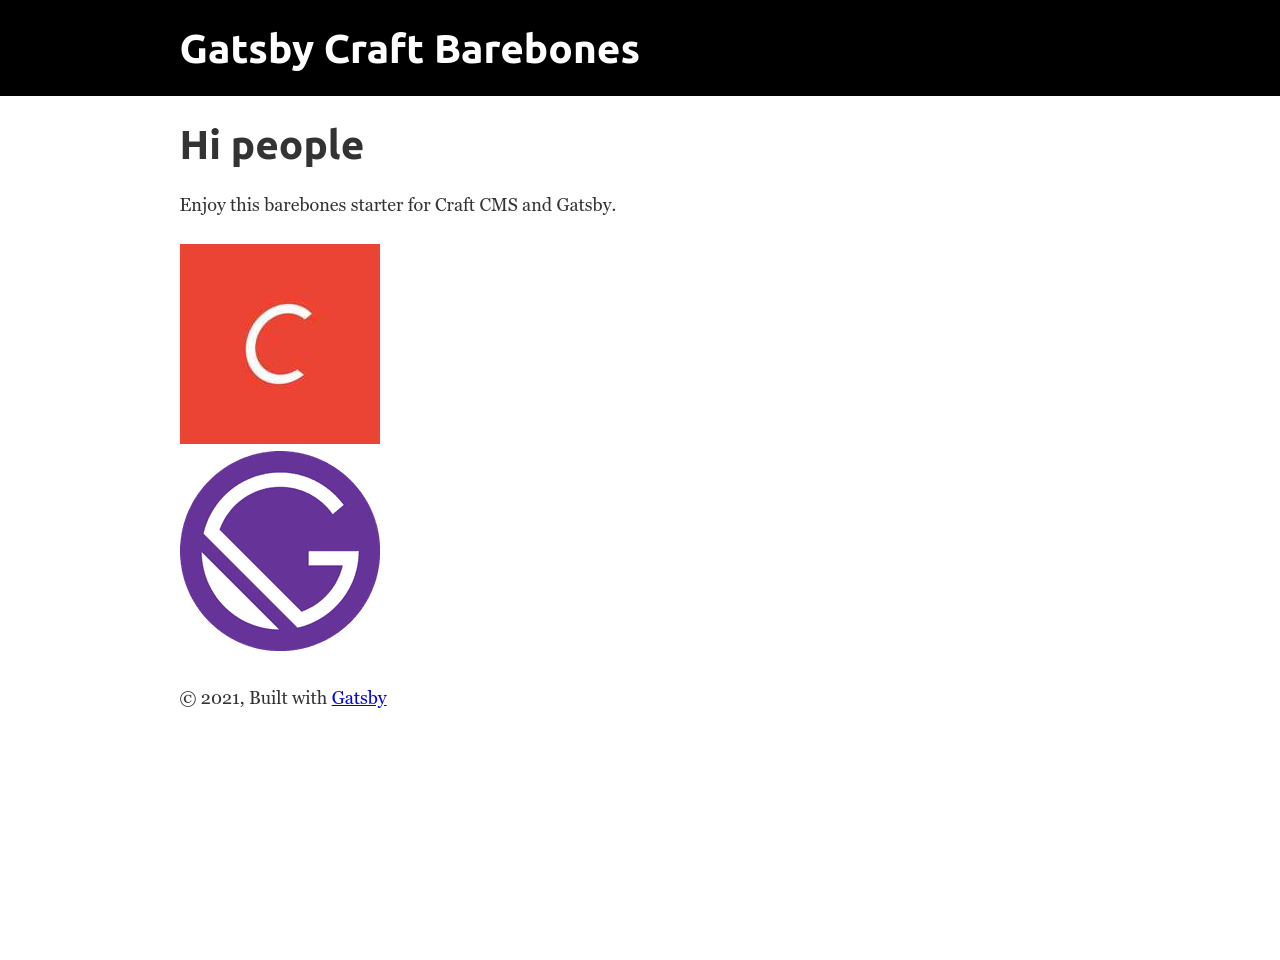 Gatsby Craft Barebones
Hi people
Enjoy this barebones starter for Craft CMS and Gatsby.
C
© 2021, Built with Gatsby